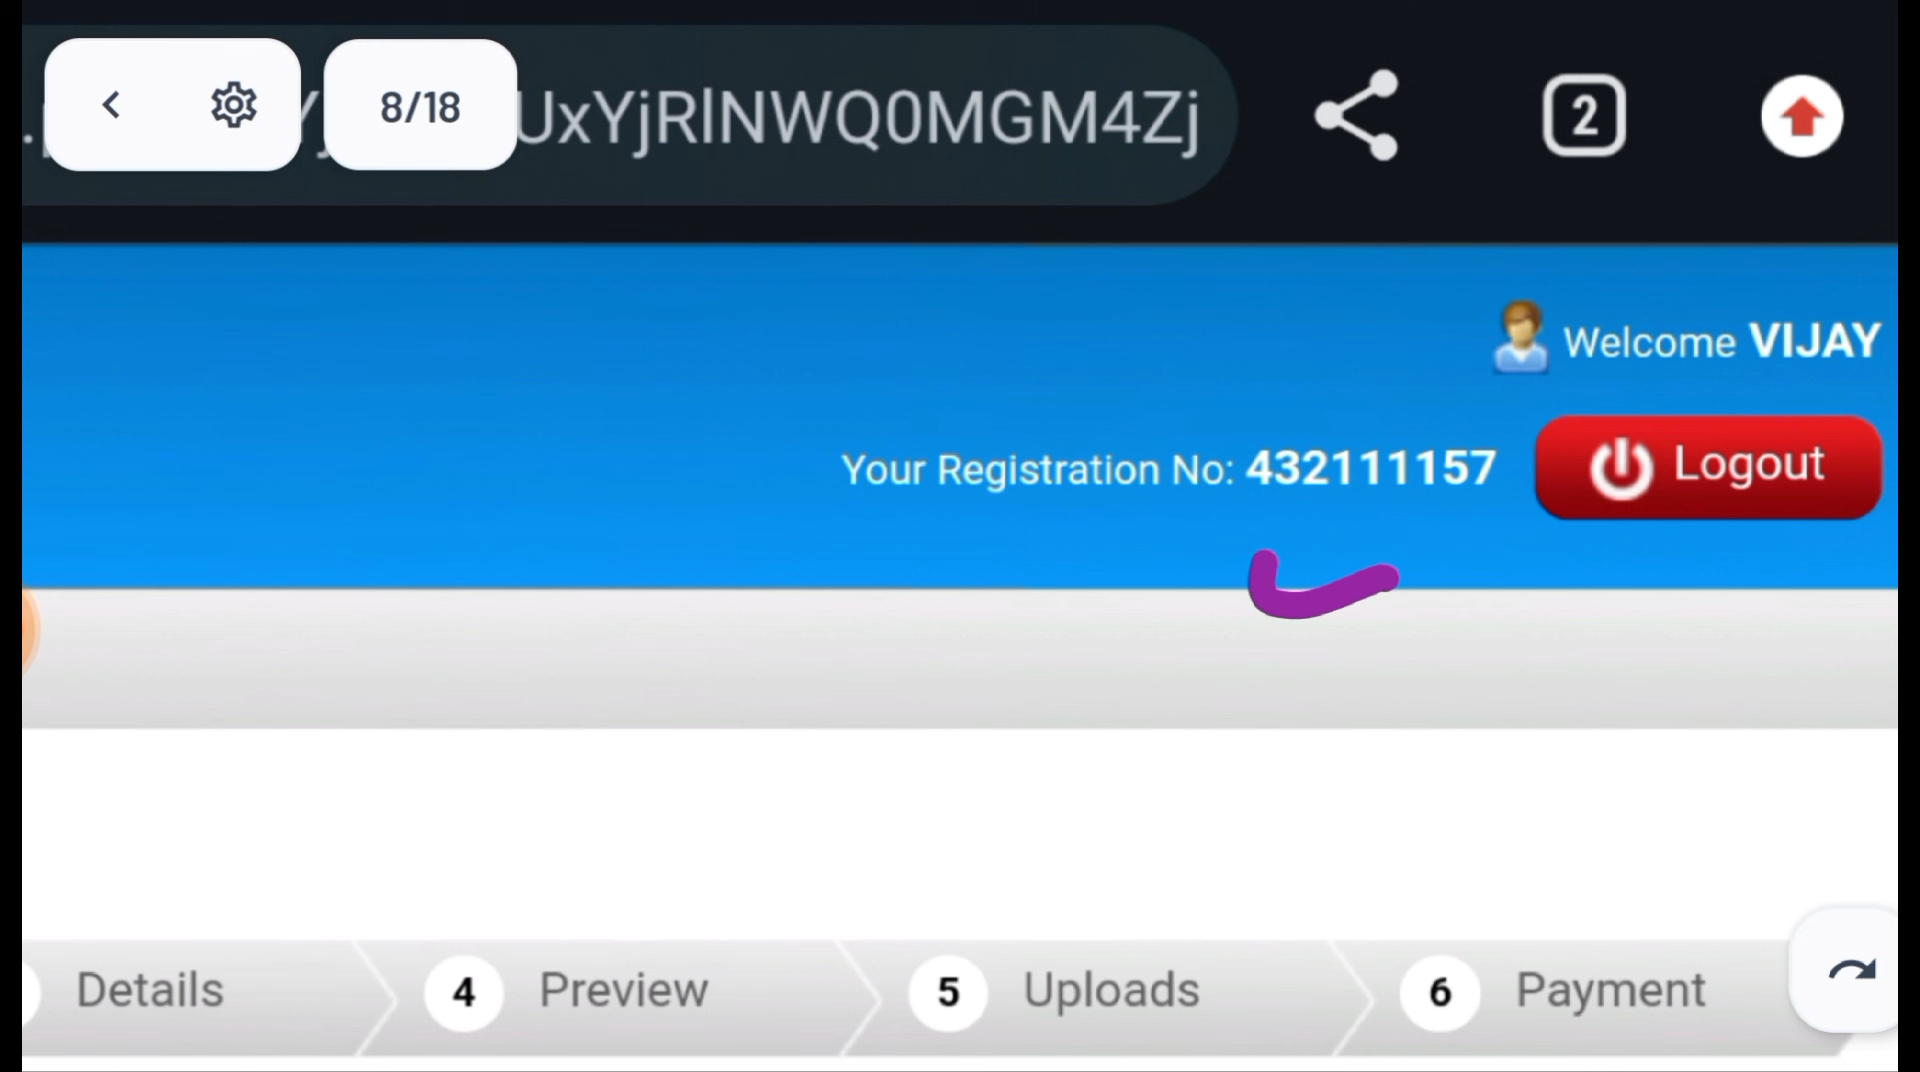 8/18
UxYjRlNWQ0MGM4Zj
2
Welcome VIJAY
Your Registration No: 432111157
Logout
Details
4 Preview
5 Uploads
6 Payment